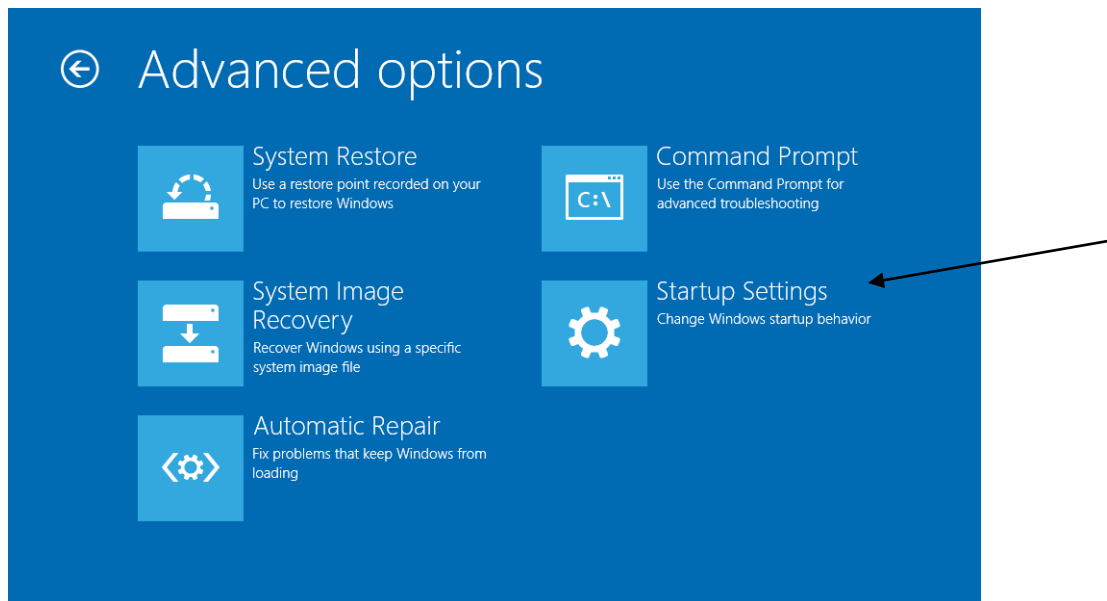 Advanced options
System Restore
Use a restore point recorded on your
PC to restore Windows
Command Prompt
Use the Command Prompt for
advanced troubleshooting
C:\
System Image
Recovery
Recover Windows using a specific
system image file
Startup Settings
Change Windows startup behavior
Automatic Repair
Fix problems that keep Windows from
loading